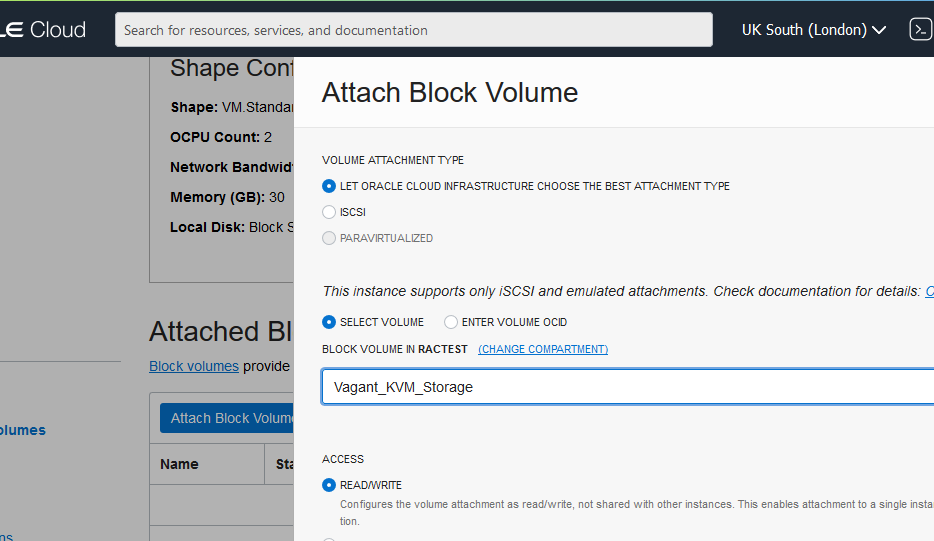 Cloud
Search for resources, services, and documentation
UK South (London)
Shape Conf
Shape: VM.Standar
OCPU Count: 2
Network Bandwid
Memory (GB): 30
Local Disk: Block S
Attached Bl
Block volumes provide
Attach Block Volume
Name
Sta
olumes
ns
Attach Block Volume
VOLUME ATTACHMENT TYPE
LET ORACLE CLOUD INFRASTRUCTURE CHOOSE THE BEST ATTACHMENT TYPE
ISCSI
PARAVIRTUALIZED
This instance supports only iSCSI and emulated attachments. Check documentation for details:
SELECT VOLUME
ENTER VOLUME OCID
BLOCK VOLUME IN RACTEST (CHANGE COMPARTMENT)
Vagant_KVM_Storage
ACCESS
READ/WRITE
Configures the volume attachment as read/write, not shared with other instances. This enables attachment to a single insta
tion.